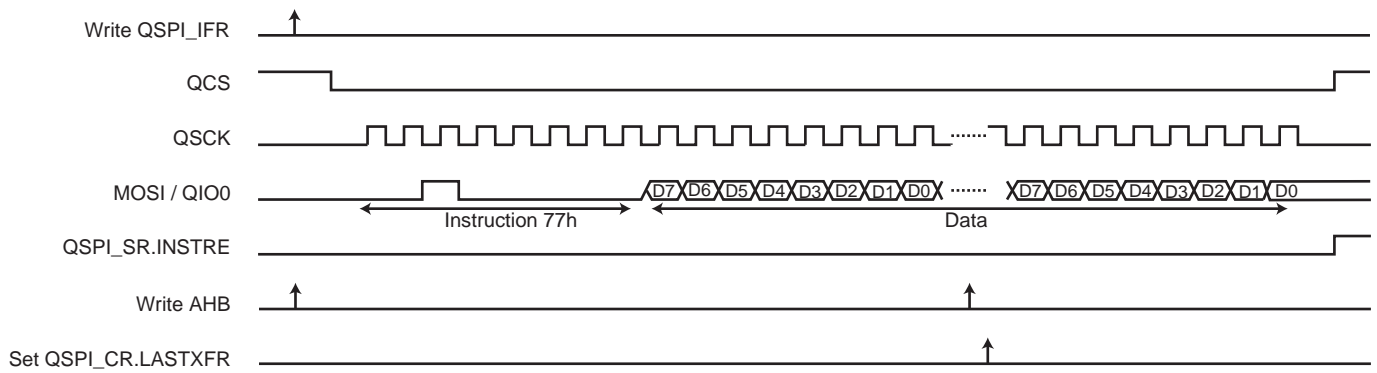 Write QSPI_IFR
QCS
QSCK
MOSI / QIO0
D7 D6 D5 D4 D3 D2 D1 D0 ....... D7 D6 D5 D4 D3 D2 D1 D0
Instruction 77h
Data
QSPI_SR.INSTRE
Write AHB
Set QSPI_CR.LASTXFR